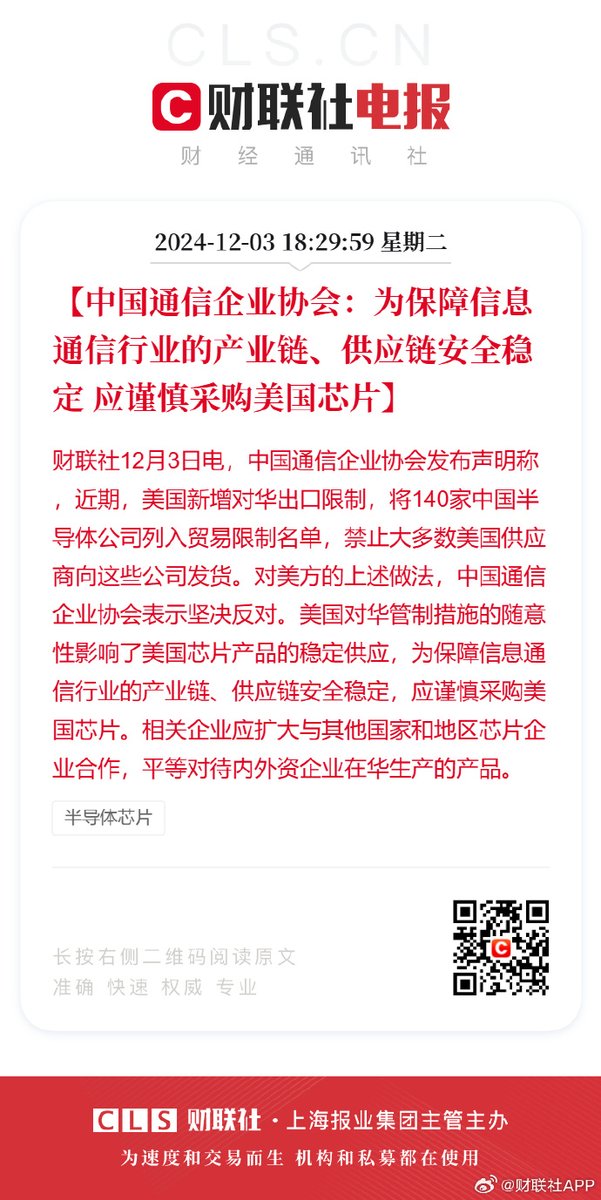 CLS.CN
财联社电报
财经通讯社
2024-12-03 18:29:59 星期二
【中国通信企业协会：为保障信息
通信行业的产业链、供应链安全稳
定 应谨慎采购美国芯片】
财联社12月3日电，中国通信企业协会发布声明称
，近期，美国新增对华出口限制，将140家中国半
导体公司列入贸易限制名单，禁止大多数美国供应
商向这些公司发货。对美方的上述做法，中国通信
企业协会表示坚决反对。美国对华管制措施的随意
性影响了美国芯片产品的稳定供应，为保障信息通
信行业的产业链、供应链安全稳定，应谨慎采购美
国芯片。相关企业应扩大与其他国家和地区芯片企
业合作，平等对待内外资企业在华生产的产品。
半导体芯片
长按右侧二维码阅读原文
准确 快速 权威 专业
CLS 财联社·上海报业集团主管主办
为速度和交易而生 机构和私募都在使用
@财联社APP